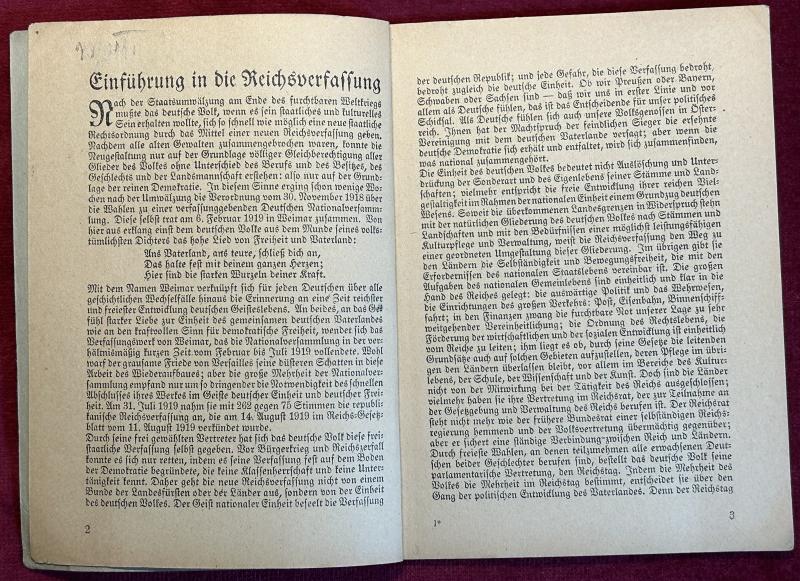 Einführung in die Reichsverfassung
Nach der Staatsumwälzung am Ende des furchtbaren Weltkriegs
mußte das deutsche Volk, wenn es sein staatliches und kulturelles
Sein erhalten wollte, sich so schnell wie möglich eine neue staatliche
Rechtsordnung durch das Mittel einer neuen Reichsverfassung geben.
Nachdem alle alten Gewalten zusammengebrochen waren, konnte die
Neugestaltung nur auf der Grundlage völliger Gleichberechtigung aller
Glieder des Volkes ohne Unterschied des Berufs und des Besitzes, des
Geschlechts und der Landsmannschaft erstehen: also nur auf der Grund-
lage der reinen Demokratie. In diesem Sinne erging schon wenige Wo-
chen nach der Umwälzung die Verordnung vom 30. November 1918 über
die Wahlen zu einer verfassunggebenden Deutschen Nationalversamm-
lung. Diese selbst trat am 6. Februar 1919 in Weimar zusammen. Von
hier aus erklang einst dem deutschen Volke aus dem Munde seines volks-
tümlichsten Dichters das hohe Lied von Freiheit und Vaterland:
Ans Vaterland, ans teure, schließ dich an,
Das halte fest mit deinem ganzen Herzen;
Hier sind die starken Wurzeln deiner Kraft.
Mit dem Namen Weimar verknüpft sich für jeden Deutschen über alle
geschichtlichen Wechselfälle hinaus die Erinnerung an eine Zeit reichster
und freiester Entwicklung deutschen Geisteslebens. An beides, an das Ge-
fühl starker Liebe zur Einheit des gemeinsamen deutschen Vaterlandes
wie an den kraftvollen Sinn für demokratische Freiheit, wendet sich das
Verfassungswerk von Weimar, das die Nationalversammlung in der ver-
hältnismäßig kurzen Zeit vom Februar bis Juli 1919 vollendete. Wohl
warf der grausame Friede von Versailles seine düsteren Schatten in diese
Arbeit des Wiederaufbaus; aber die große Mehrheit der Nationalver-
sammlung empfand nur um so dringender die Notwendigkeit des schnellen
Abschlusses ihres Werkes im Geiste deutscher Einheit und deutscher Frei-
heit. Am 31. Juli 1919 nahm sie mit 262 gegen 75 Stimmen die republi-
kanische Reichsverfassung an, die am 14. August 1919 im Reichs-Gesetz-
blatt vom 11. August 1919 verkündet wurde.
Durch seine frei gewählten Vertreter hat sich das deutsche Volk diese frei-
staatliche Verfassung selbst gegeben. Vor Bürgerkrieg und Reichsverfall
konnte es sich nur retten, indem es seine Verfassung fest auf dem Boden
der Demokratie begründete, die keine Klassenherrschaft und keine Unter-
tänigkeit kennt. Daher geht die neue Reichsverfassung nicht von einem
Bunde der Landesfürsten oder der Länder aus, sondern von der Einheit
des deutschen Volkes. Der Geist nationaler Einheit beseelt die Verfassung
2
der deutschen Republik; und jede Gefahr, die diese Verfassung bedroht,
bedroht zugleich die deutsche Einheit. Ob wir Preußen oder Bayern,
Schwaben oder Sachsen sind — daß wir uns in erster Linie und vor
allem als Deutsche fühlen, das ist das Entscheidende für unser politisches
Schicksal. Als Deutsche fühlen sich auch unsre Volksgenossen in Öster-
reich. Ihnen hat der Machtspruch der feindlichen Sieger die ersehnte
Vereinigung mit dem deutschen Vaterland versagt; aber wenn die
deutsche Demokratie sich erhält und entfaltet, wird sich zusammenfinden,
was national zusammengehört.
Die Einheit des deutschen Volkes bedeutet nicht Auslöschung und Unter-
drückung der Sonderart und des Eigenlebens seiner Stämme und Land-
schaften; vielmehr entspricht die freie Entwicklung ihrer reichen Viel-
gestaltigkeit im Rahmen der nationalen Einheit einem Grundzug deutschen
Wesens. Soweit die überkommenen Landesgrenzen in Widerspruch stehen
mit der natürlichen Gliederung des deutschen Volkes nach Stämmen und
Landschaften und mit den Bedürfnissen einer möglichst leistungsfähigen
Kulturpflege und Verwaltung, weist die Reichsverfassung den Weg zu
einer geordneten Umgestaltung dieser Gliederung. Im übrigen gibt sie
den Ländern die Selbständigkeit und Bewegungsfreiheit, die mit den
Erfordernissen des nationalen Staatslebens vereinbar ist. Die großen
Aufgaben des nationalen Gemeinlebens sind einheitlich und klar in die
Hand des Reiches gelegt: die auswärtige Politik und das Wehrwesen,
die Einrichtungen des großen Verkehrs: Post, Eisenbahn, Binnenschiff-
fahrt; in den Finanzen zwang die furchtbare Not unserer Lage zu sehr
weitgehender Vereinheitlichung; die Ordnung des Rechtslebens, die
Förderung der wirtschaftlichen und der sozialen Entwicklung ist einheitlich
vom Reiche zu leiten; ihm liegt es ob, durch seine Gesetze die leitenden
Grundsätze auch auf solchen Gebieten aufzustellen, deren Pflege im übri-
gen den Ländern überlassen bleibt, vor allem im Bereiche des Kultur-
lebens, der Schule, der Wissenschaft und der Kunst. Doch sind die Länder
nicht von der Mitwirkung bei der Tätigkeit des Reichs ausgeschlossen;
vielmehr haben sie ihre Vertretung im Reichsrat, der zur Teilnahme an
der Gesetzgebung und Verwaltung des Reichs berufen ist. Der Reichsrat
steht nicht mehr wie der frühere Bundesrat einer selbständigen Reichs-
regierung hemmend und der Volksvertretung übermächtig gegenüber;
aber er sichert eine ständige Verbindung zwischen Reich und Ländern.
Durch freieste Wahlen, an denen teilzunehmen alle erwachsenen Deut-
schen beider Geschlechter berufen sind, bestellt das deutsche Volk seine
parlamentarische Vertretung, den Reichstag. Indem die Mehrheit des
Volkes die Mehrheit im Reichstag bestimmt, entscheidet sie über den
Gang der politischen Entwicklung des Vaterlandes. Denn der Reichstag
1*
3